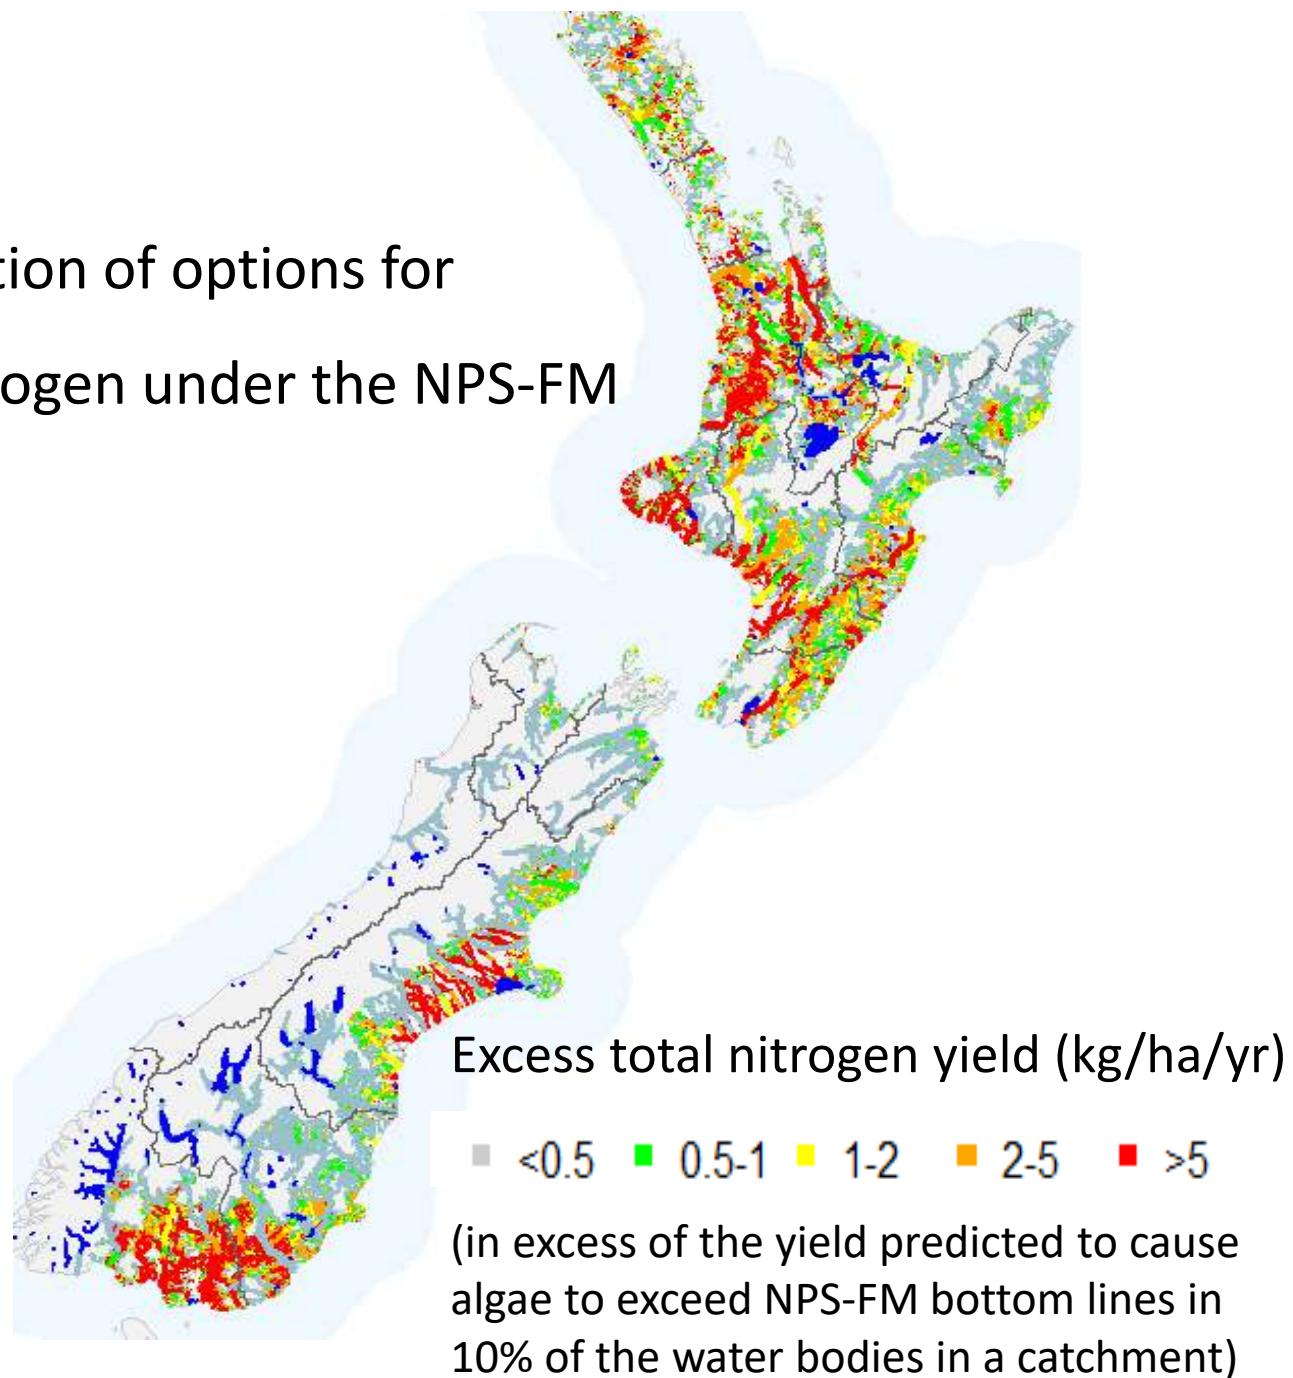 tion of options for
ogen under the NPS-FM
Excess total nitrogen yield (kg/ha/yr)
<0.5 0.5-1 1-2 2-5 >5
(in excess of the yield predicted to cause
algae to exceed NPS-FM bottom lines in
10% of the water bodies in a catchment)